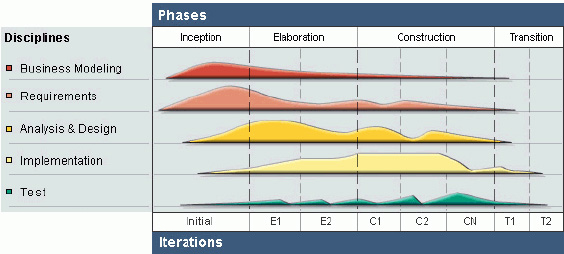 Phases
Disciplines
Inception Elaboration Construction Transition
Business Modeling
Requirements
Analysis & Design
Implementation
Test
Initial E1 E2 C1 C2 CN T1 T2
Iterations